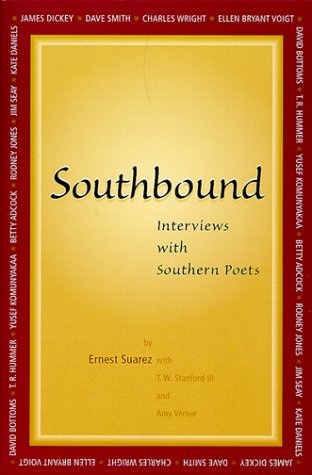 JAMES DICKEY * DAVE SMITH * CHARLES WRIGHT * ELLEN BRYANT VOIGT
DAVID BOTTOMS * T. R. HUMMER * YUSEF KOMUNYAKAA * BETTY ADCOCK * RODNEY JONES * JIM SEAY * KATE DANIELS
Southbound
Interviews
with
Southern Poets
by
Ernest Suarez with
T. W. Stanford III
and
Amy Verner
JAMES DICKEY * DAVE SMITH * CHARLES WRIGHT * ELLEN BRYANT VOIGT
DAVID BOTTOMS * T. R. HUMMER * YUSEF KOMUNYAKAA * BETTY ADCOCK * RODNEY JONES * JIM SEAY * KATE DANIELS